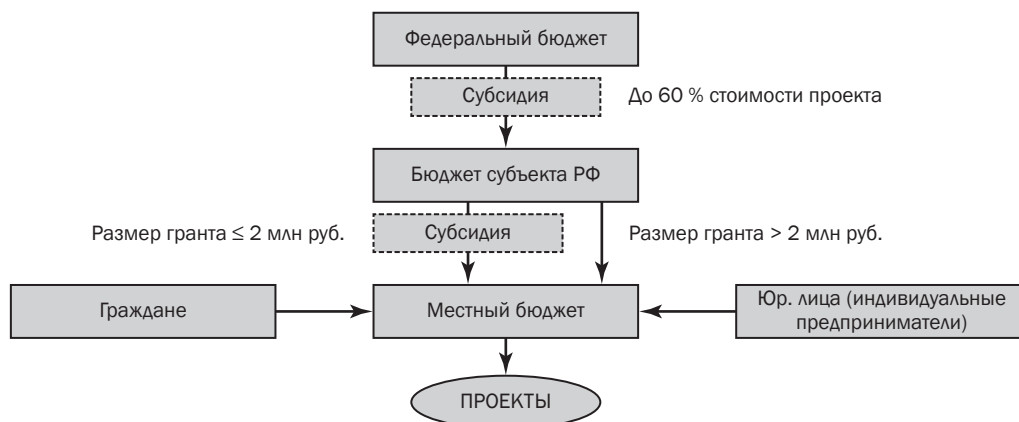 Федеральный бюджет
Субсидия
До 60 % стоимости проекта
Бюджет субъекта РФ
Размер гранта ≤ 2 млн руб.
Субсидия
Размер гранта > 2 млн руб.
Граждане
Местный бюджет
Юр. лица (индивидуальные
предприниматели)
ПРОЕКТЫ